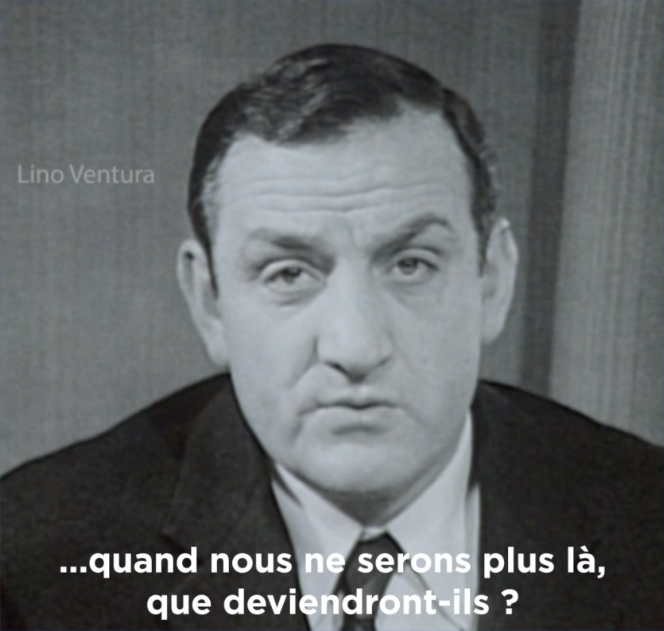 Lino Ventura
...quand nous ne serons plus là,
que deviendront-ils ?